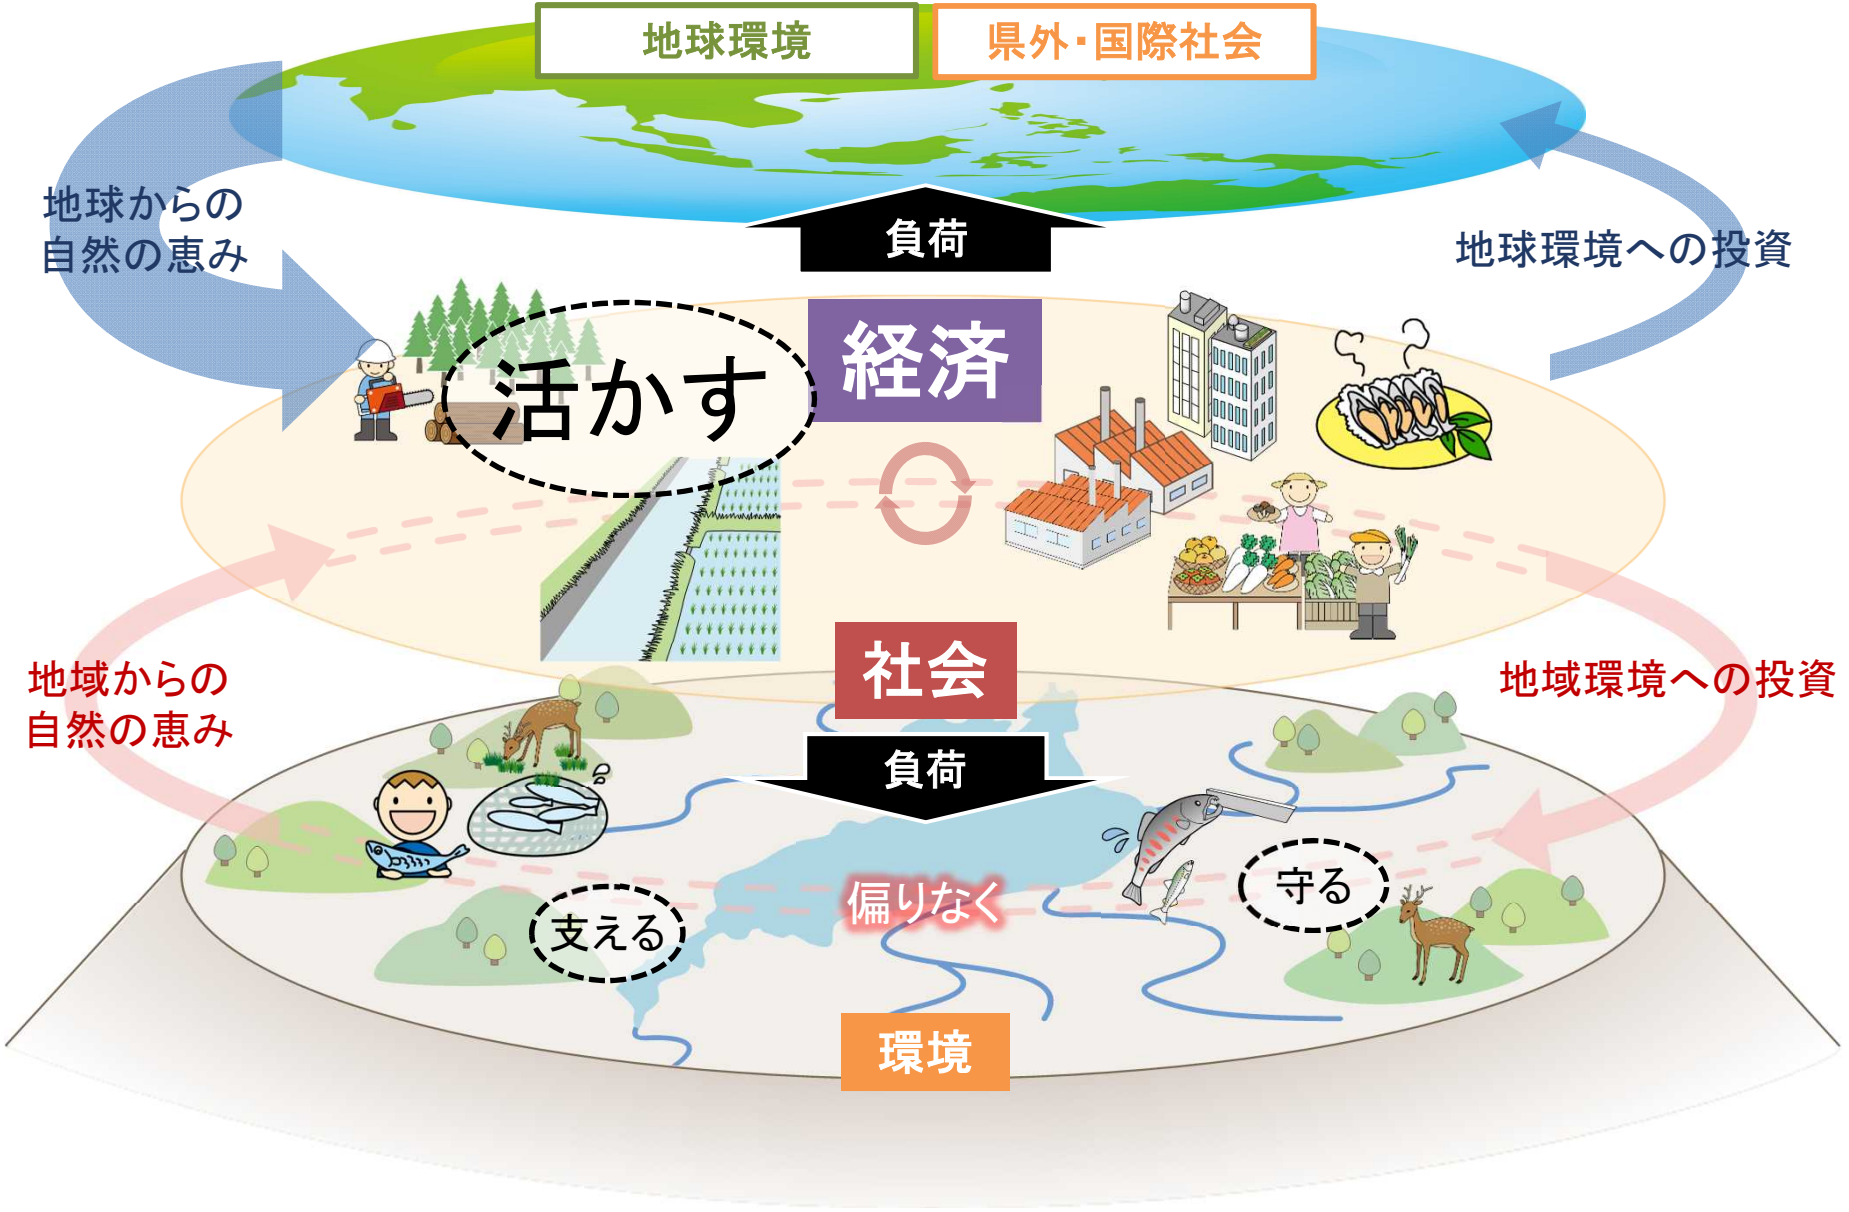 地球環境
県外・国際社会
地球からの
自然の恵み
負荷
地球環境への投資
経済
活かす
社会
地域からの
自然の恵み
地域環境への投資
負荷
守る
偏りなく
支える
環境